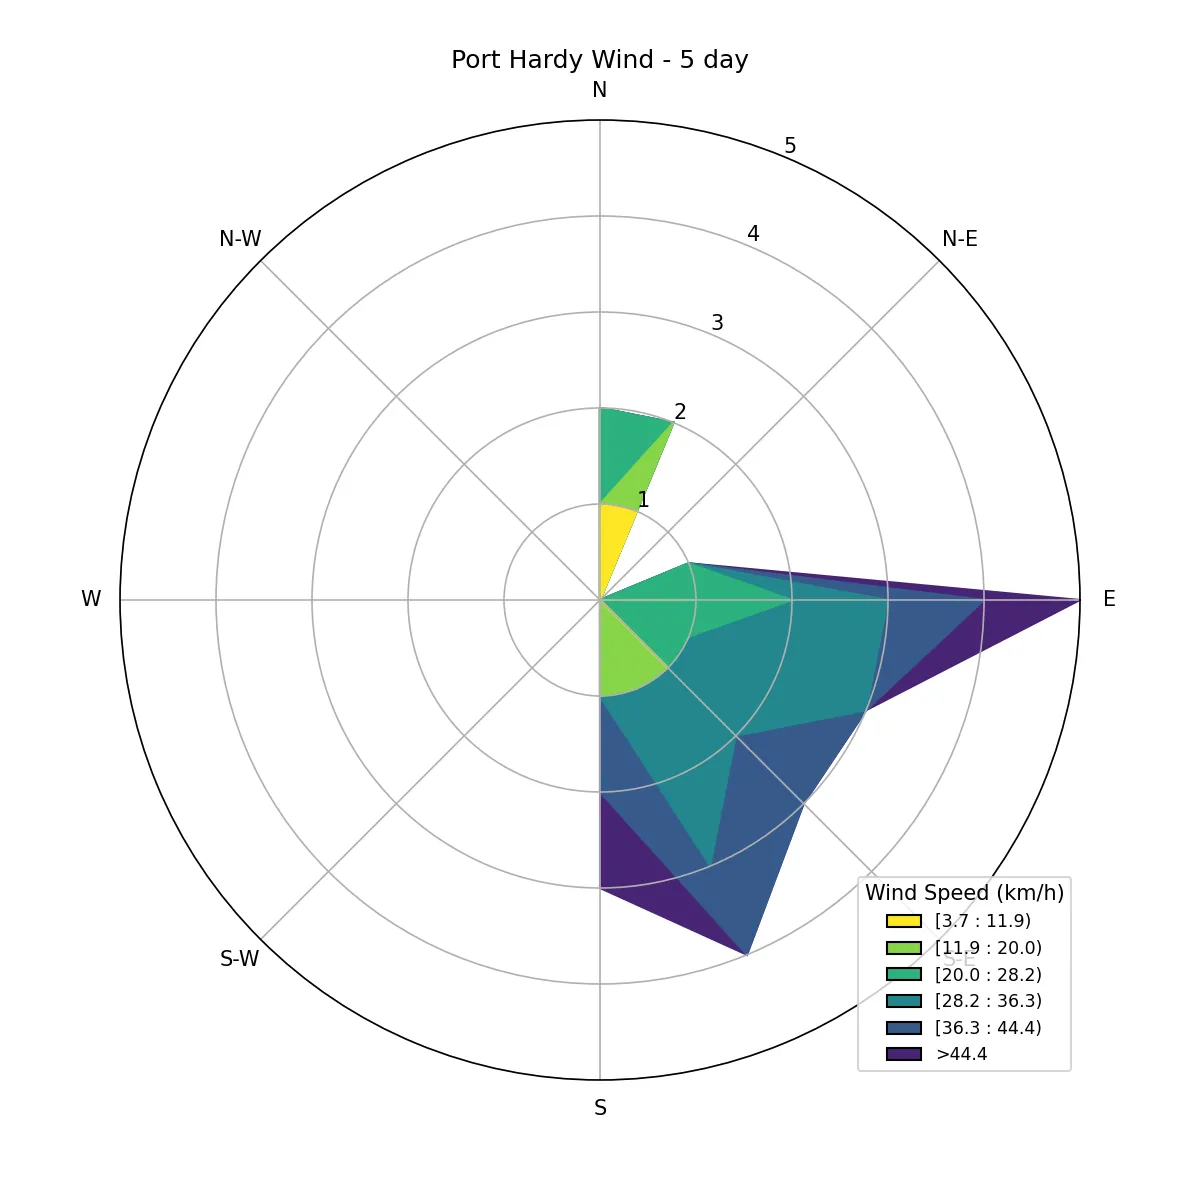 Port Hardy Wind - 5 day
N
5
N-W
N-E
4
3
2
1
W
E
Wind Speed (km/h)
[3.7 : 11.9)
[11.9 : 20.0)
[20.0 : 28.2)
[28.2 : 36.3)
[36.3 : 44.4)
>44.4
S-W
S-E
S